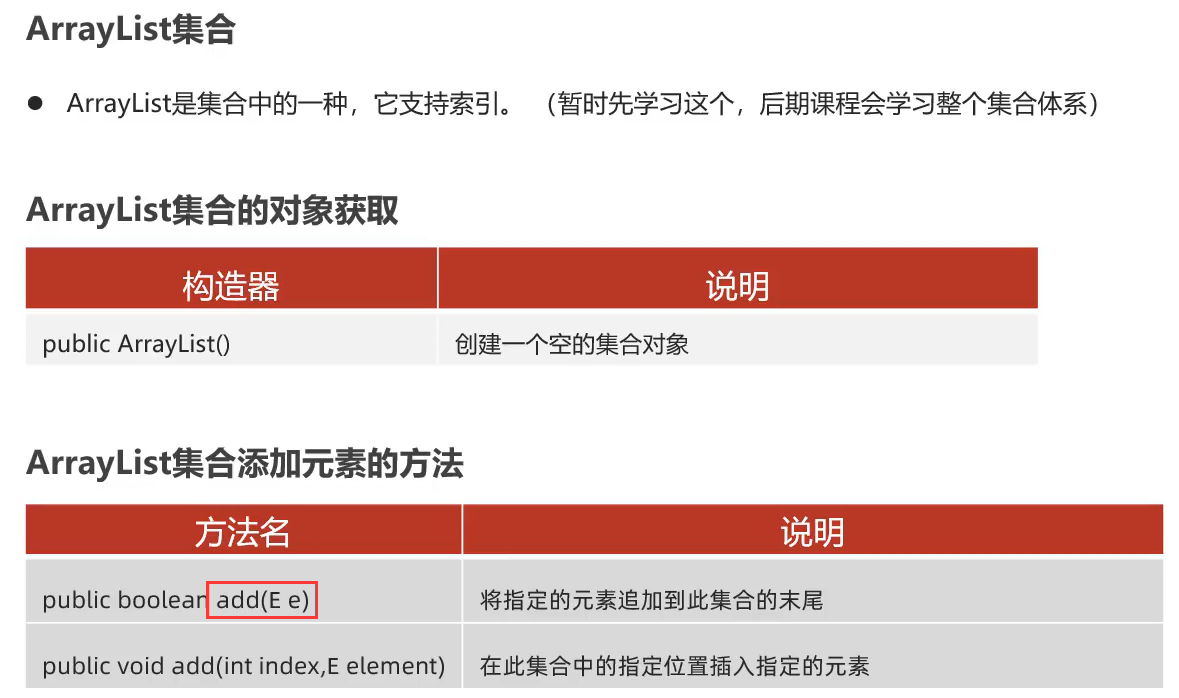 ArrayList集合
● ArrayList是集合中的一种，它支持索引。 （暂时先学习这个，后期课程会学习整个集合体系）
ArrayList集合的对象获取
构造器 说明
public ArrayList() 创建一个空的集合对象
ArrayList集合添加元素的方法
方法名 说明
public boolean add(E e) 将指定的元素追加到此集合的末尾
public void add(int index,E element) 在此集合中的指定位置插入指定的元素